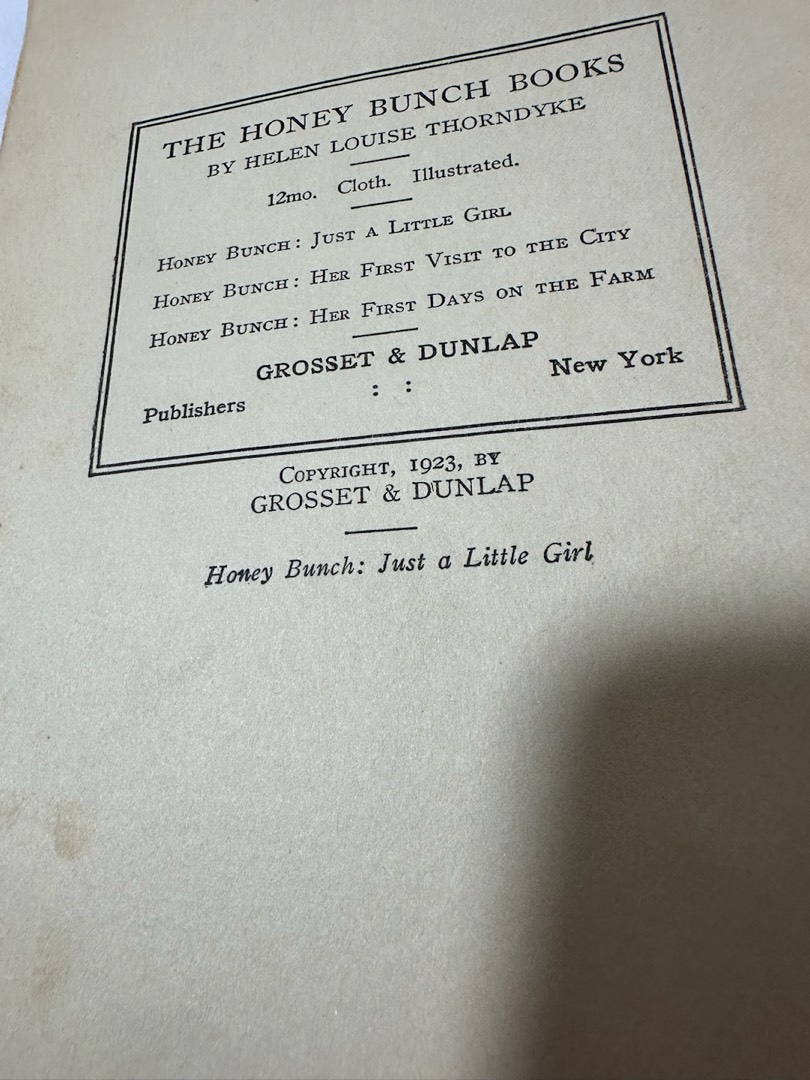 THE HONEY BUNCH BOOKS
BY HELEN LOUISE THORNDYKE
12mo. Cloth. Illustrated.
Honey Bunch: Just a Little Girl
Honey Bunch: Her First Visit to the City
Honey Bunch: Her First Days on the Farm
GROSSET & DUNLAP
Publishers : : New York
Copyright, 1923, by
GROSSET & DUNLAP
Honey Bunch: Just a Little Girl